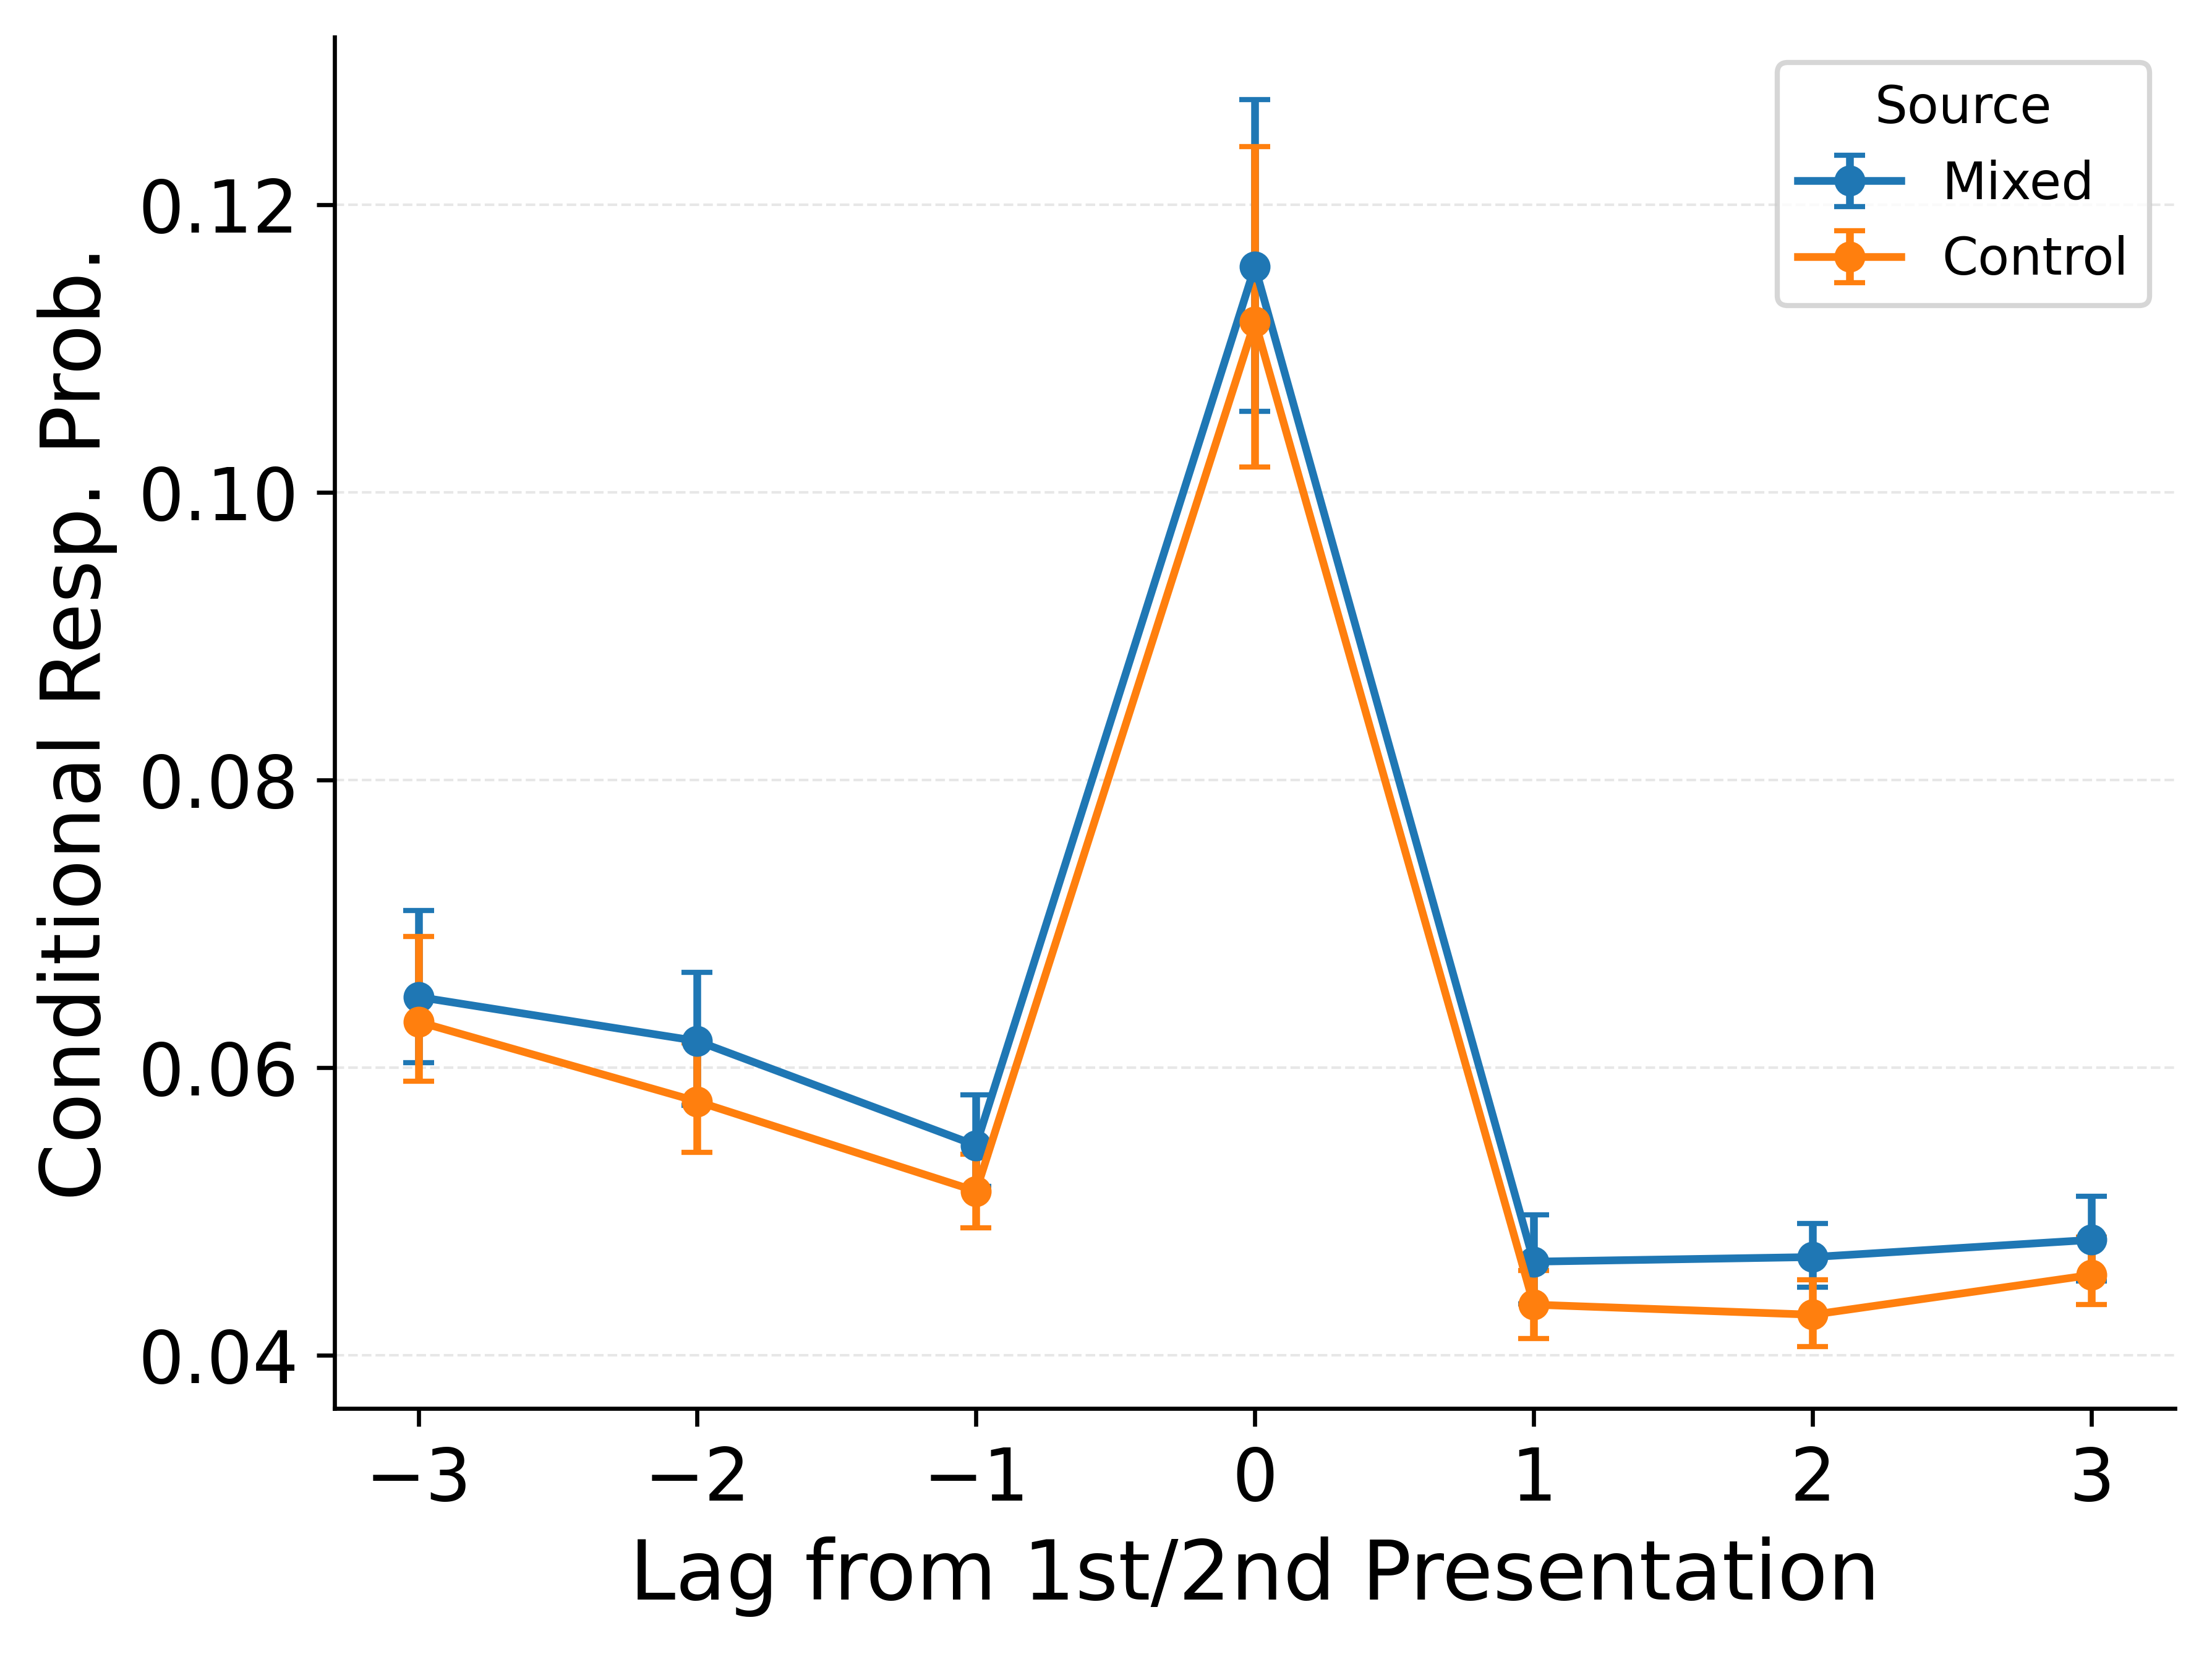 Source
Mixed
Control
Conditional Resp. Prob.
0.12
0.10
0.08
0.06
0.04
−3 −2 −1 0 1 2 3
Lag from 1st/2nd Presentation